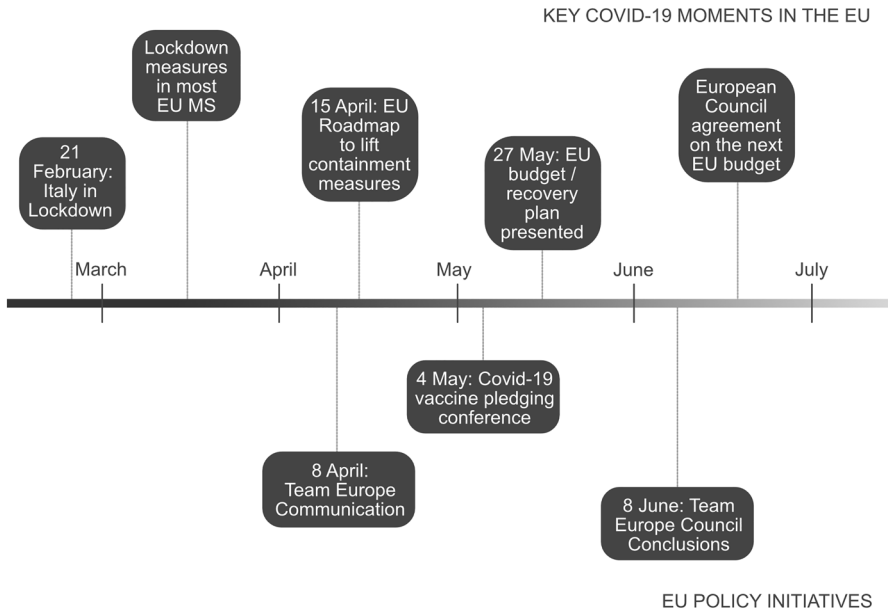 KEY COVID-19 MOMENTS IN THE EU
Lockdown
measures
in most
EU MS
21
February:
Italy in
Lockdown
15 April: EU
Roadmap
to lift
containment
measures
27 May: EU
budget /
recovery
plan
presented
European
Council
agreement
on the next
EU budget
March
April
May
June
July
8 April:
Team Europe
Communication
4 May: Covid-19
vaccine pledging
conference
8 June: Team
Europe Council
Conclusions
EU POLICY INITIATIVES